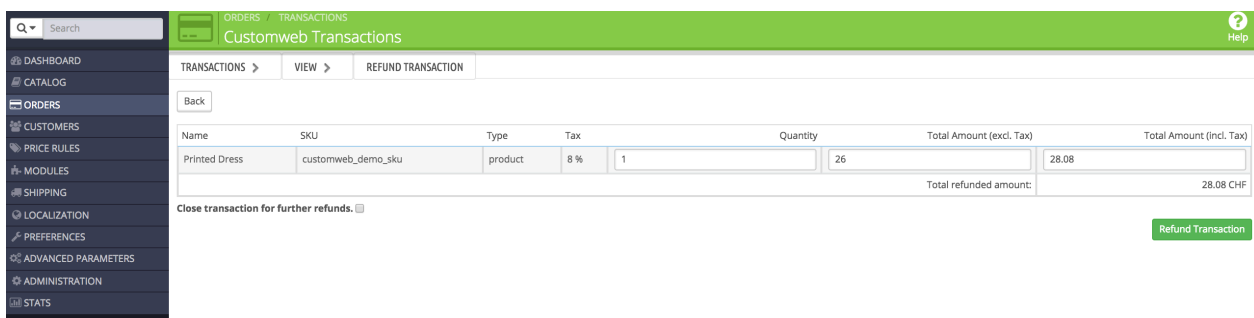 Search
DASHBOARD
CATALOG
ORDERS
CUSTOMERS
PRICE RULES
MODULES
SHIPPING
LOCALIZATION
PREFERENCES
ADVANCED PARAMETERS
ADMINISTRATION
STATS
ORDERS / TRANSACTIONS
Customweb Transactions
? Help
TRANSACTIONS > VIEW > REFUND TRANSACTION
Back
Name SKU Type Tax Quantity Total Amount (excl. Tax) Total Amount (incl. Tax)
Printed Dress customweb_demo_sku product 8 % 1 26 28.08
Total refunded amount: 28.08 CHF
Close transaction for further refunds.
Refund Transaction